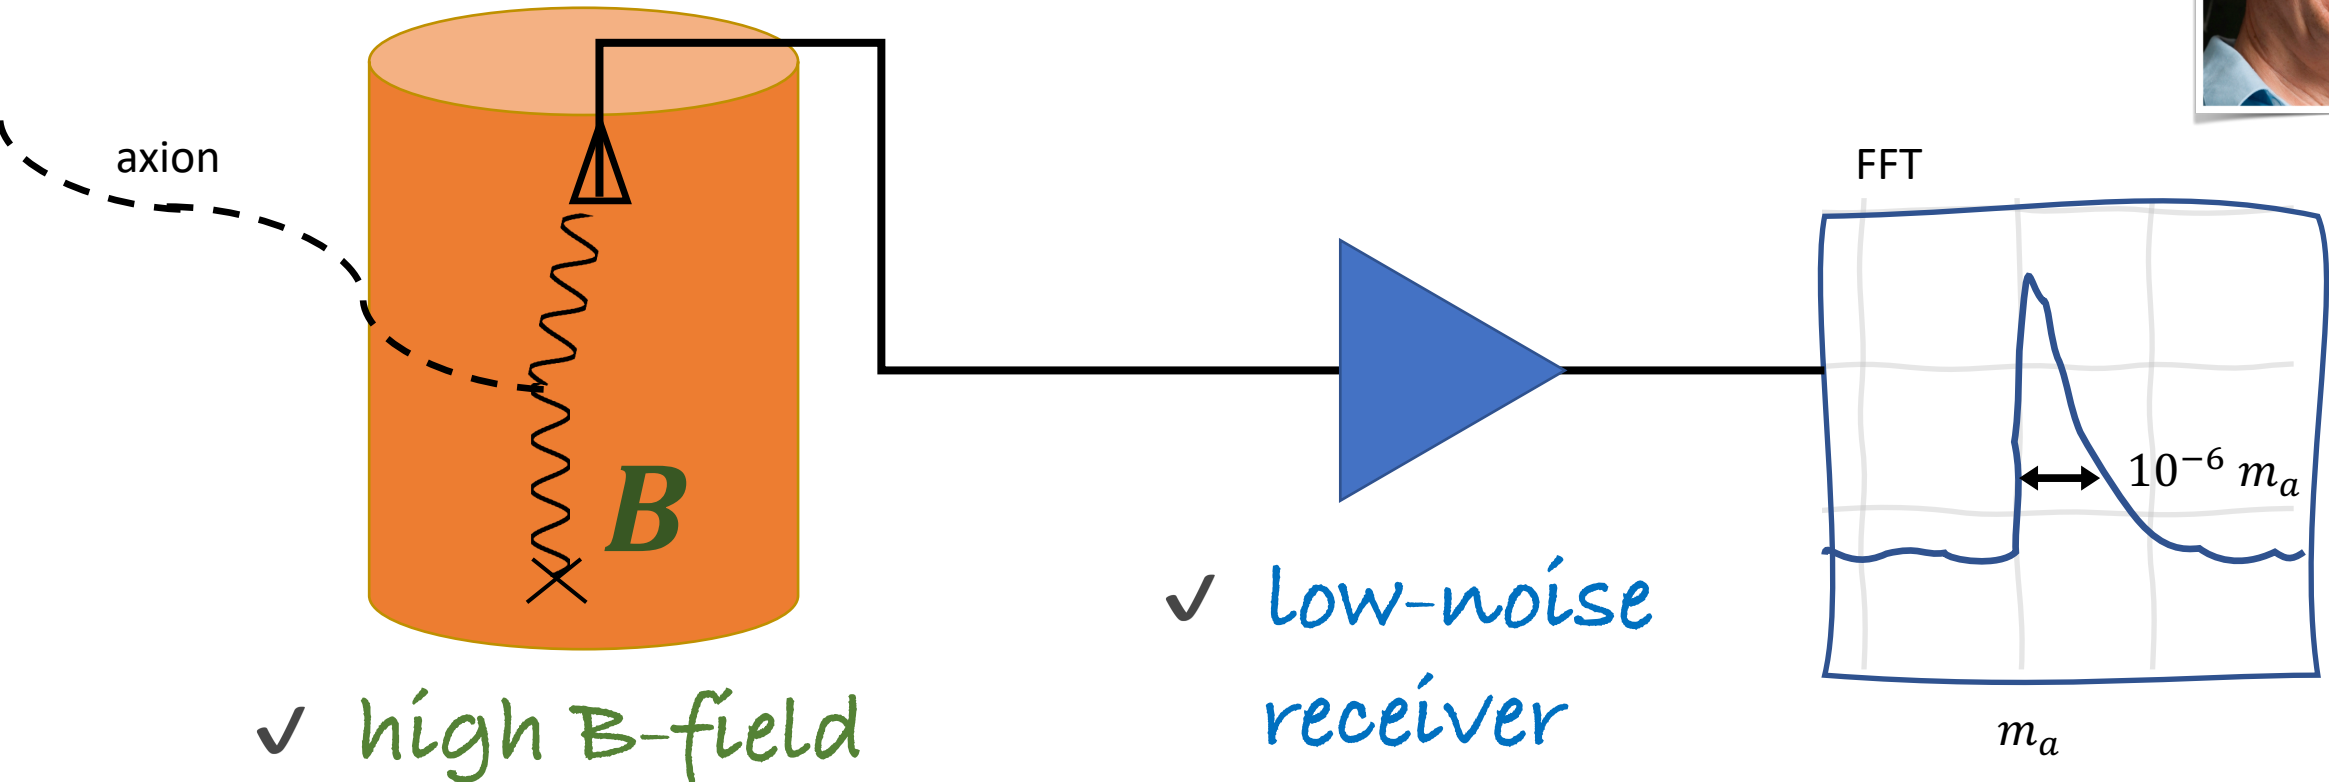 axion
FFT
B
10⁻⁶ mₐ
✓ low-noise
receiver
✓ high B-field
mₐ